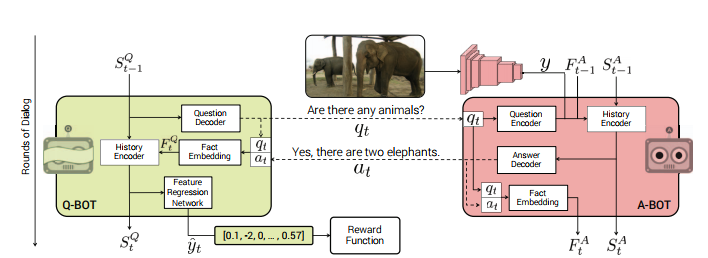 Rounds of Dialog
S^Q_{t-1}
Question
Decoder
History
Encoder
F^Q_t
Fact
Embedding
q_t
a_t
Feature
Regression
Network
Q-BOT
S^Q_t
ŷ_t
[0.1, -2, 0, ... , 0.57]
Reward
Function
Are there any animals?
q_t
Yes, there are two elephants.
a_t
y
F^A_{t-1}
S^A_{t-1}
q_t
Question
Encoder
History
Encoder
Answer
Decoder
q_t
a_t
Fact
Embedding
A-BOT
F^A_t
S^A_t
Q
A